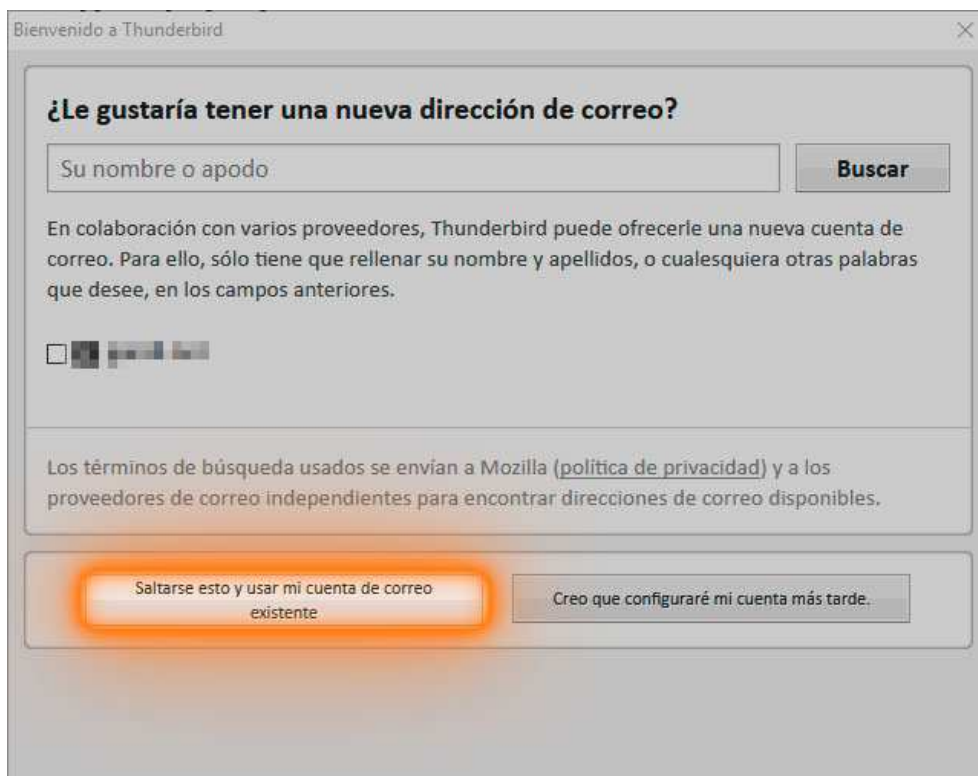 Bienvenido a Thunderbird
¿Le gustaría tener una nueva dirección de correo?
Su nombre o apodo
Buscar
En colaboración con varios proveedores, Thunderbird puede ofrecerle una nueva cuenta de
correo. Para ello, sólo tiene que rellenar su nombre y apellidos, o cualesquiera otras palabras
que desee, en los campos anteriores.
Los términos de búsqueda usados se envían a Mozilla (política de privacidad) y a los
proveedores de correo independientes para encontrar direcciones de correo disponibles.
Saltarse esto y usar mi cuenta de correo
existente
Creo que configuraré mi cuenta más tarde.